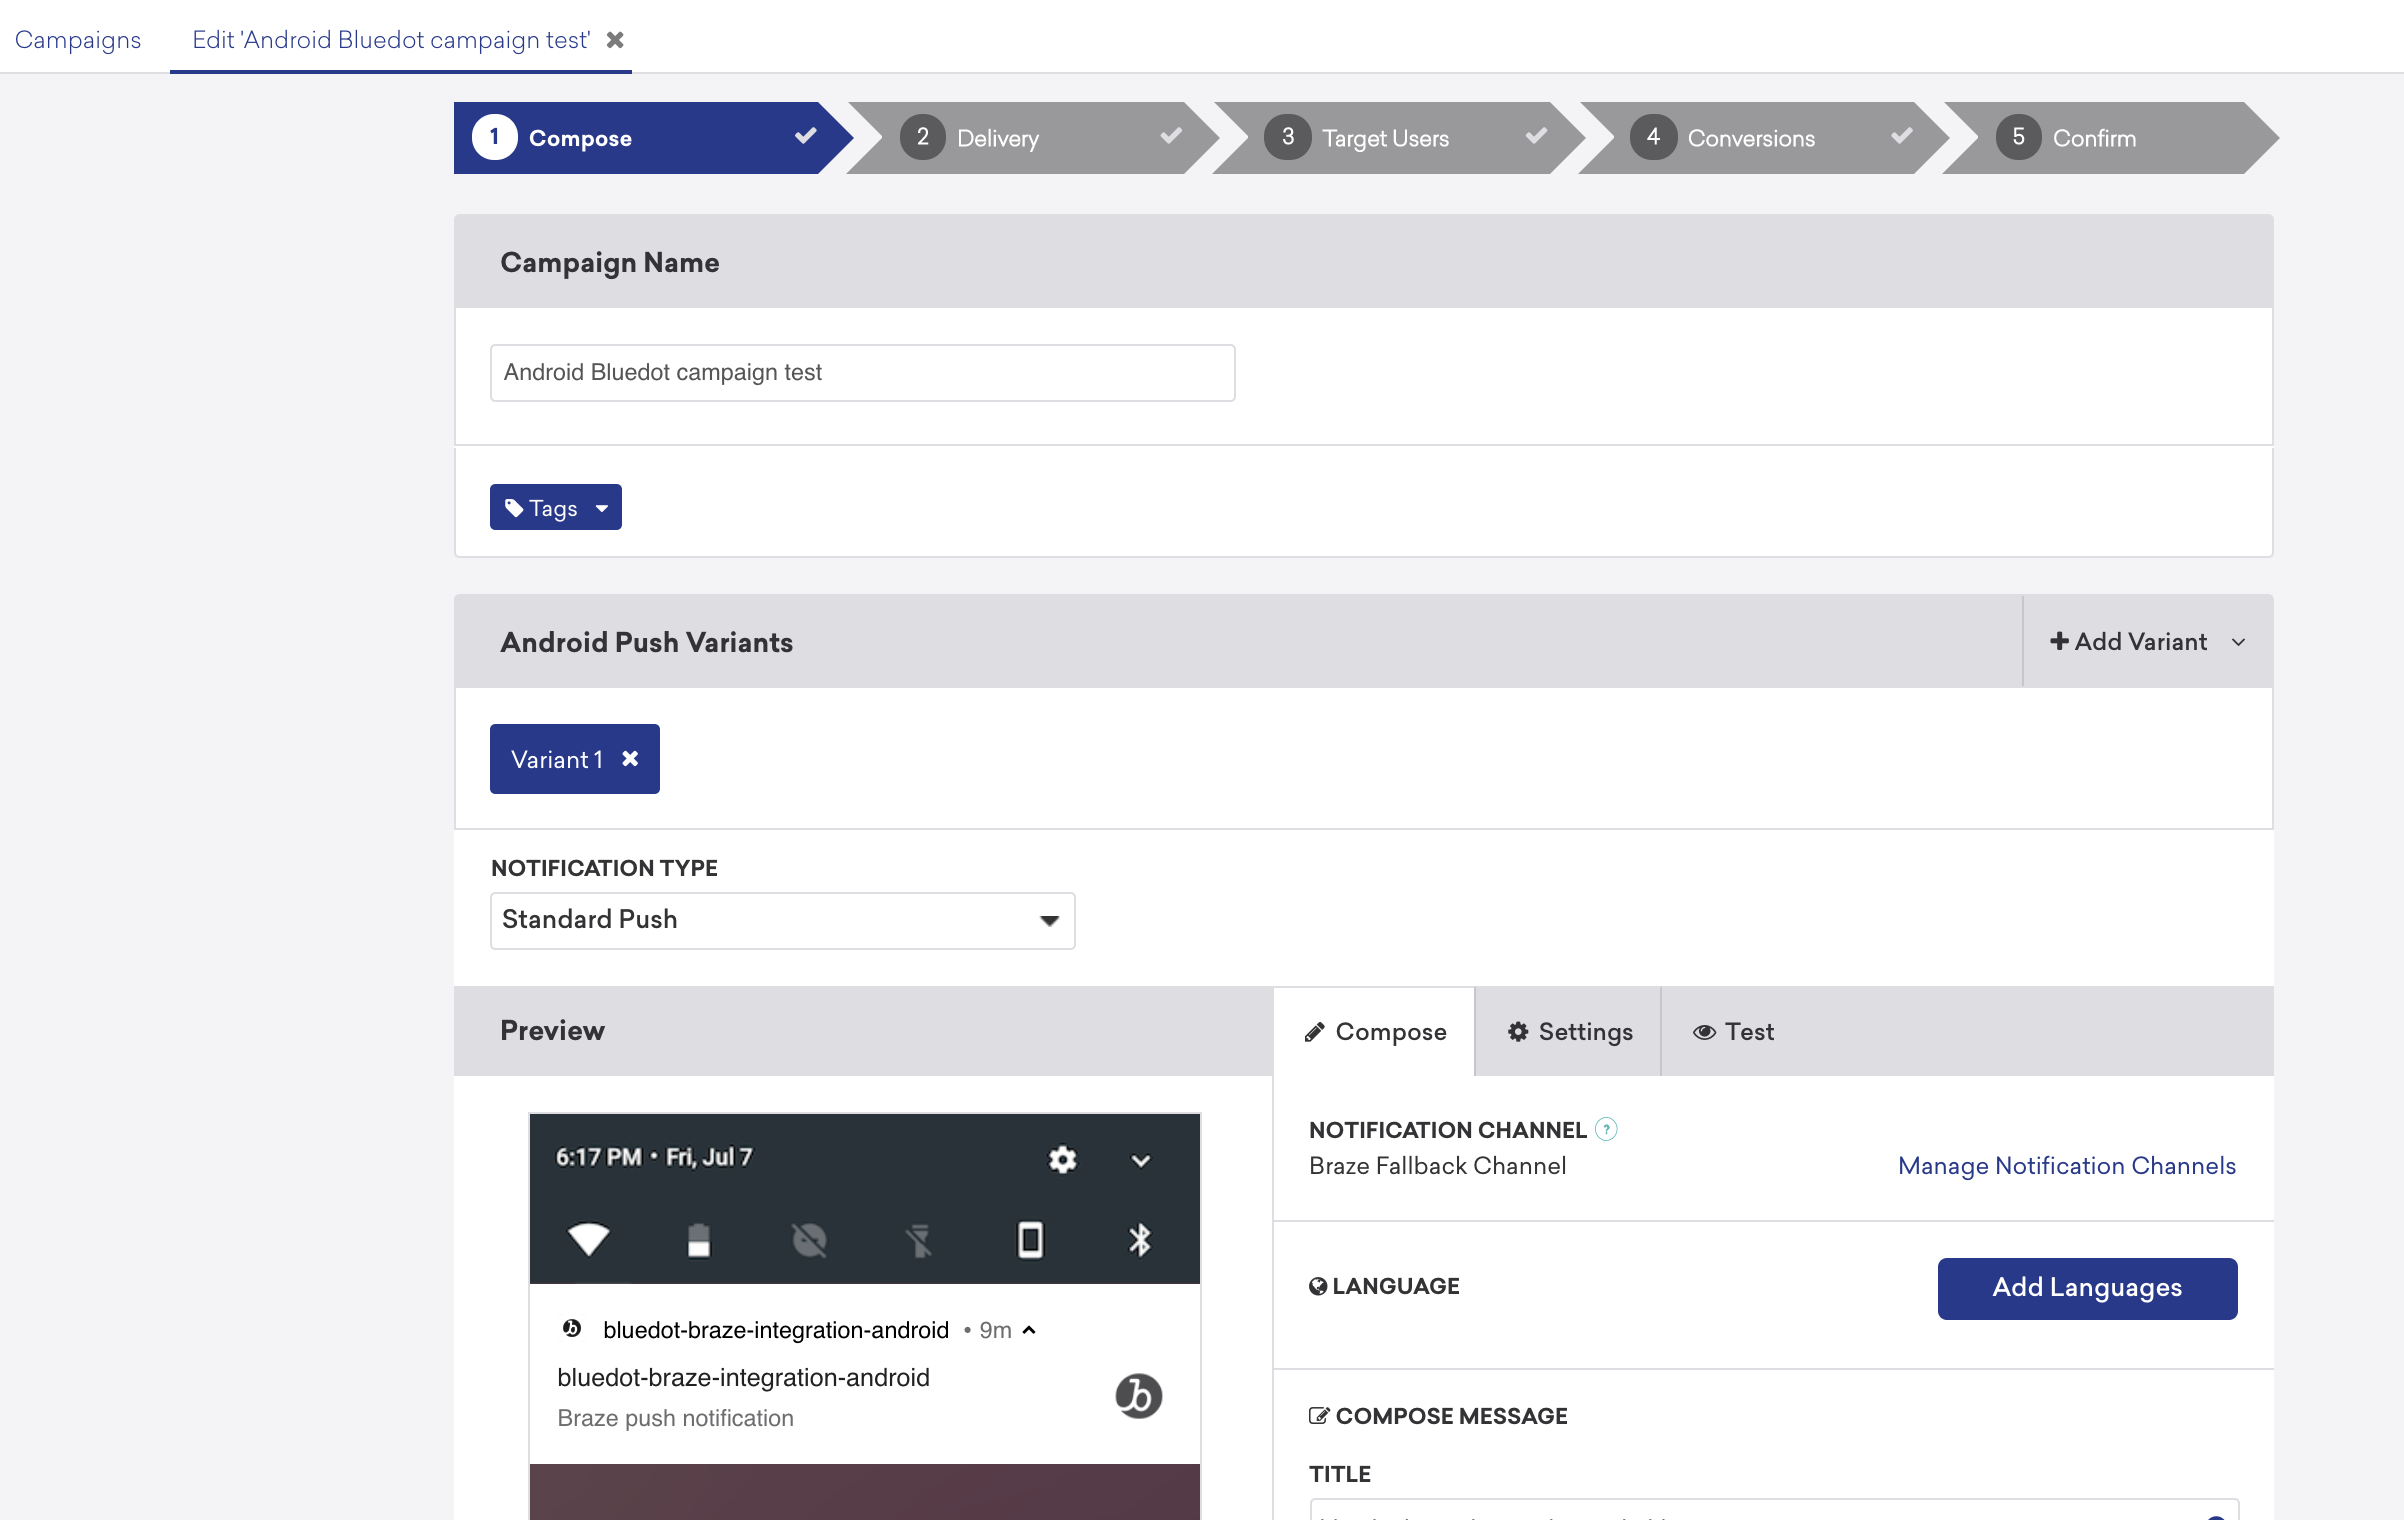 Campaigns
Edit 'Android Bluedot campaign test'
1 Compose
2 Delivery
3 Target Users
4 Conversions
5 Confirm
Campaign Name
Android Bluedot campaign test
Tags
Android Push Variants
Add Variant
Variant 1
NOTIFICATION TYPE
Standard Push
Preview
Compose
Settings
Test
6:17 PM • Fri, Jul 7
bluedot-braze-integration-android • 9m
bluedot-braze-integration-android
Braze push notification
NOTIFICATION CHANNEL ?
Braze Fallback Channel
Manage Notification Channels
LANGUAGE
Add Languages
COMPOSE MESSAGE
TITLE